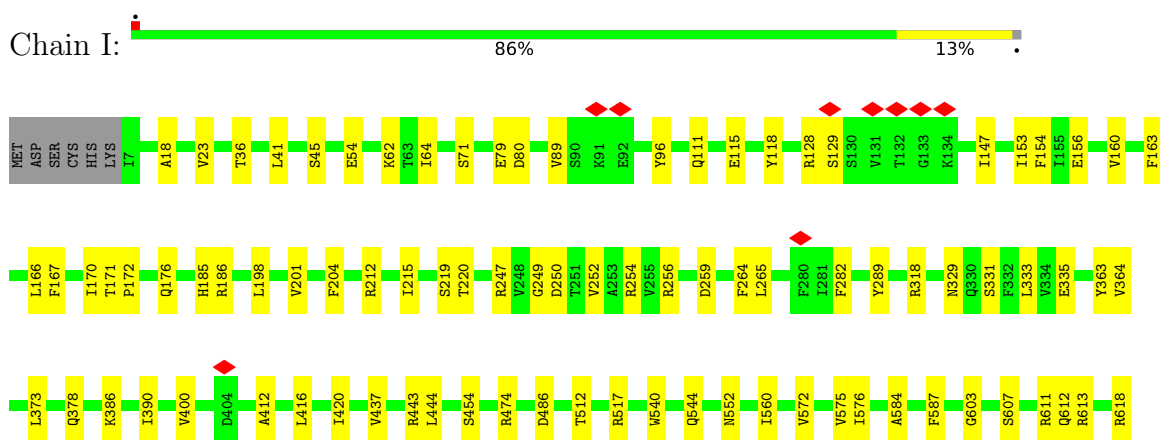 Chain I:
86% 13%
MET ASP SER CYS HIS LYS I7 A18 V23 T36 L41 S45 E54 K62 T63 I64 S71 E79 D80 V89 S90 K91 E92 Y96 Q111 E115 Y118 R128 S129 S130 V131 T132 G133 K134 I147 I153 F154 I155 E156 V160 F163
L166 F167 I170 T171 P172 Q176 H185 R186 L198 V201 F204 R212 I215 S219 T220 R247 V248 G249 D250 T251 V252 A253 R254 V255 R256 D259 F264 L265 F280 I281 F282 Y289 R318 N329 Q330 S331 F332 L333 V334 E335 Y363 V364
L373 Q378 K386 I390 V400 D404 A412 L416 I420 V437 R443 L444 S454 R474 D486 T512 R517 W540 Q544 N552 I560 V572 V575 I576 A584 F587 G603 S607 R611 Q612 R613 R618